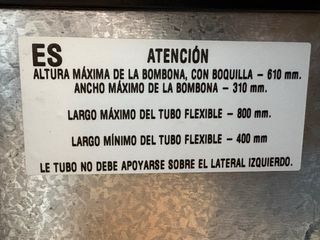 ES
ATENCIÓN
ALTURA MÁXIMA DE LA BOMBONA, CON BOQUILLA – 610 mm.
ANCHO MÁXIMO DE LA BOMBONA – 310 mm.
LARGO MÁXIMO DEL TUBO FLEXIBLE – 800 mm.
LARGO MÍNIMO DEL TUBO FLEXIBLE – 400 mm
LE TUBO NO DEBE APOYARSE SOBRE EL LATERAL IZQUIERDO.